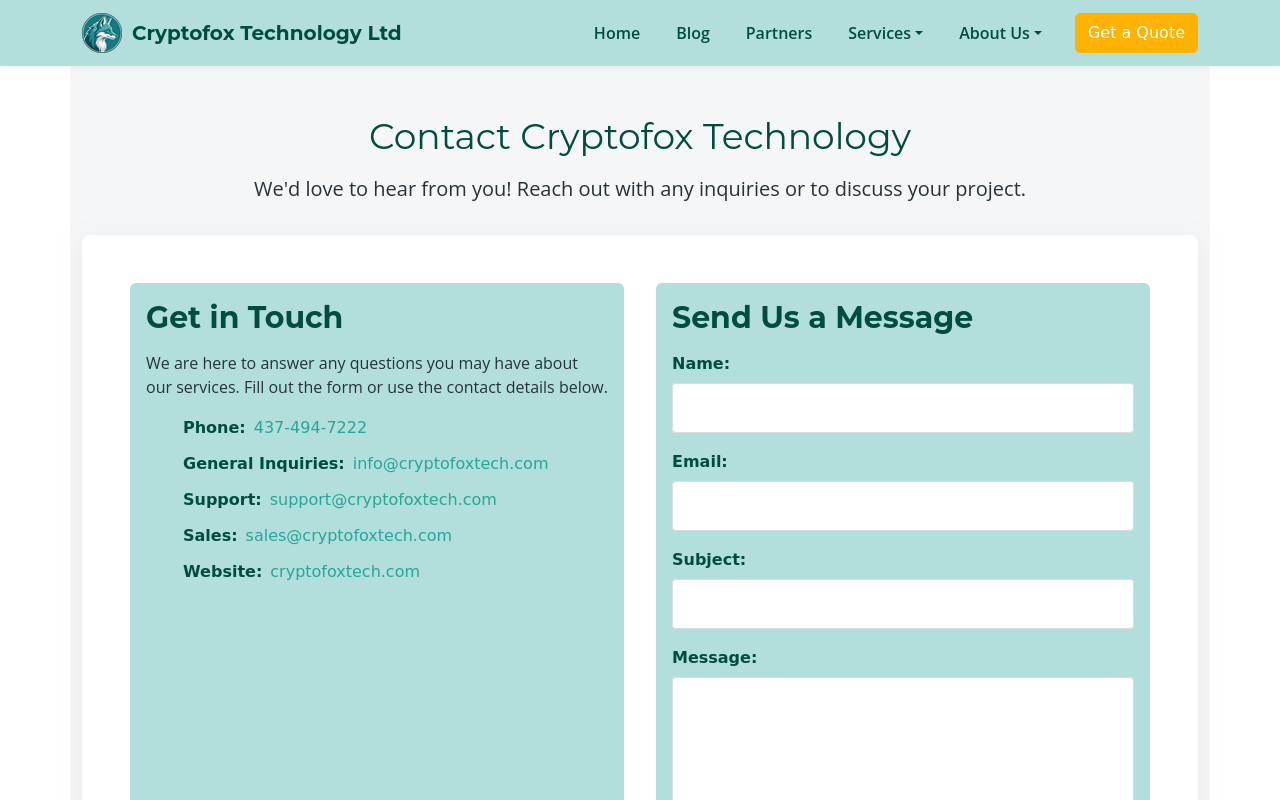 Cryptofox Technology Ltd
Home
Blog
Partners
Services
About Us
Get a Quote
Contact Cryptofox Technology
We'd love to hear from you! Reach out with any inquiries or to discuss your project.
Get in Touch
We are here to answer any questions you may have about
our services. Fill out the form or use the contact details below.
Phone: 437-494-7222
General Inquiries: info@cryptofoxtech.com
Support: support@cryptofoxtech.com
Sales: sales@cryptofoxtech.com
Website: cryptofoxtech.com
Send Us a Message
Name:
Email:
Subject:
Message: